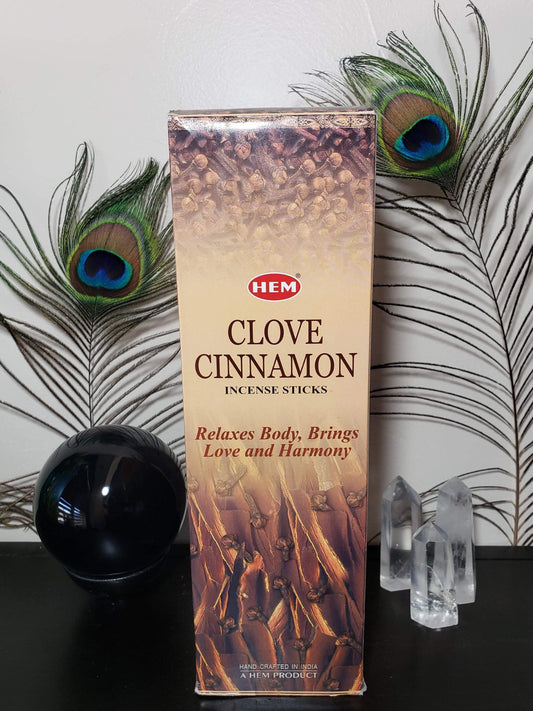 HEM®
CLOVE
CINNAMON
INCENSE STICKS
Relaxes Body, Brings
Love and Harmony
HAND CRAFTED IN INDIA
A HEM PRODUCT